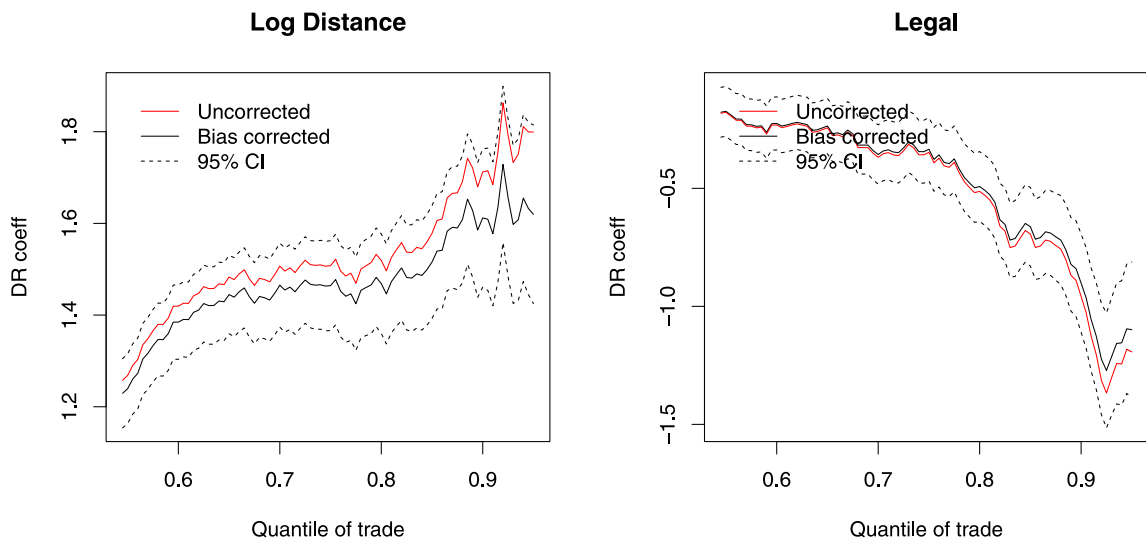 Log Distance
Uncorrected
Bias corrected
95% CI
DR coeff
1.8
1.6
1.4
1.2
0.6 0.7 0.8 0.9
Quantile of trade
Legal
Uncorrected
Bias corrected
95% CI
DR coeff
−0.5
−1.0
−1.5
0.6 0.7 0.8 0.9
Quantile of trade